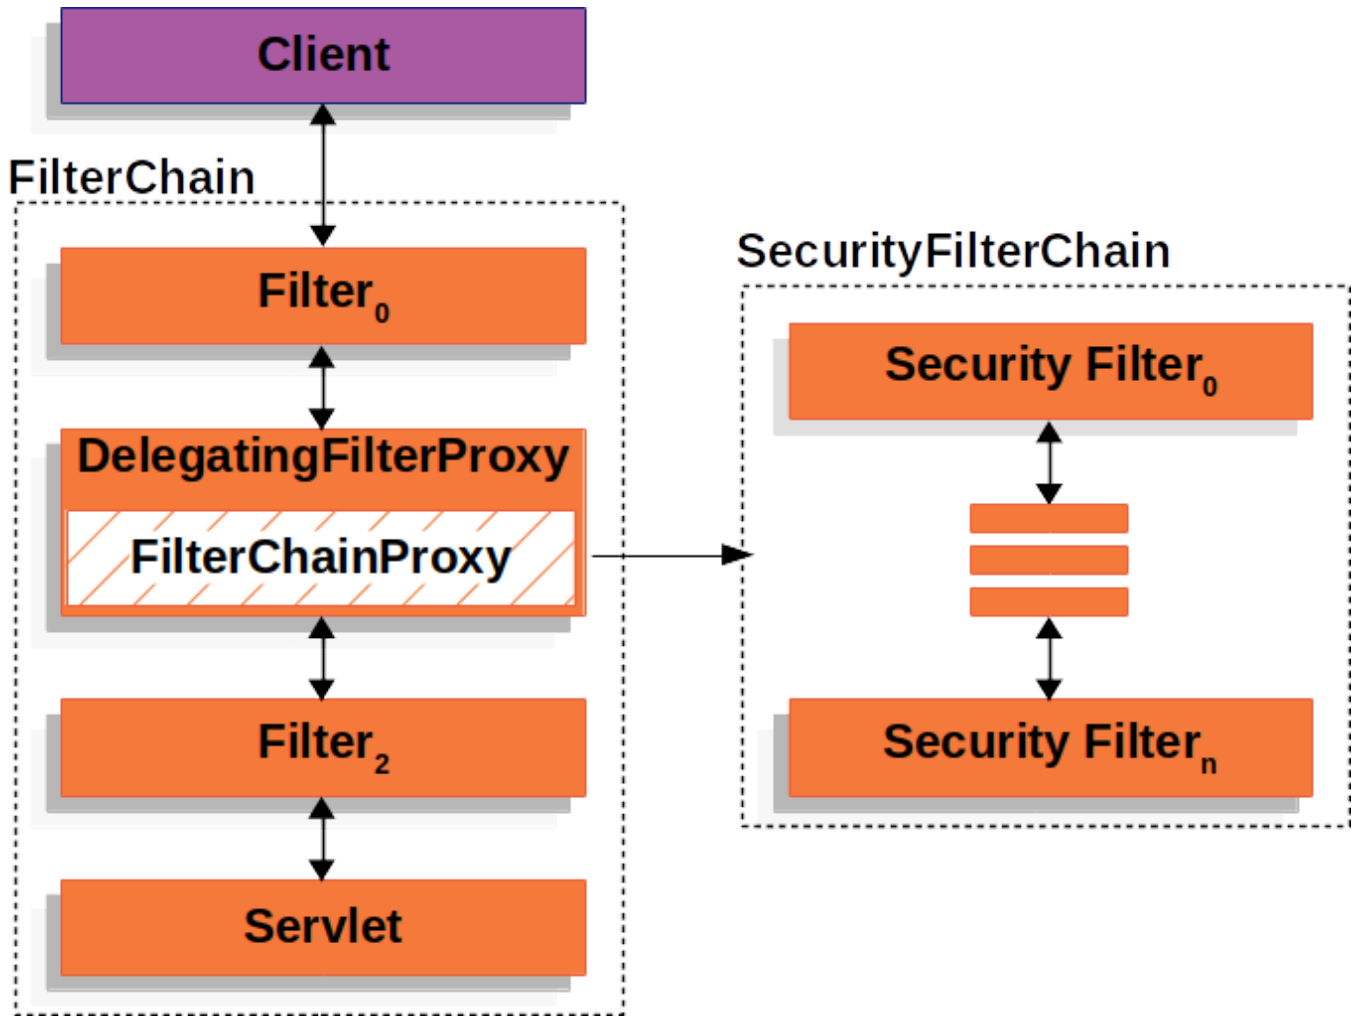 Client
FilterChain
Filter0
DelegatingFilterProxy
FilterChainProxy
Filter2
Servlet
SecurityFilterChain
Security Filter0
Security Filtern